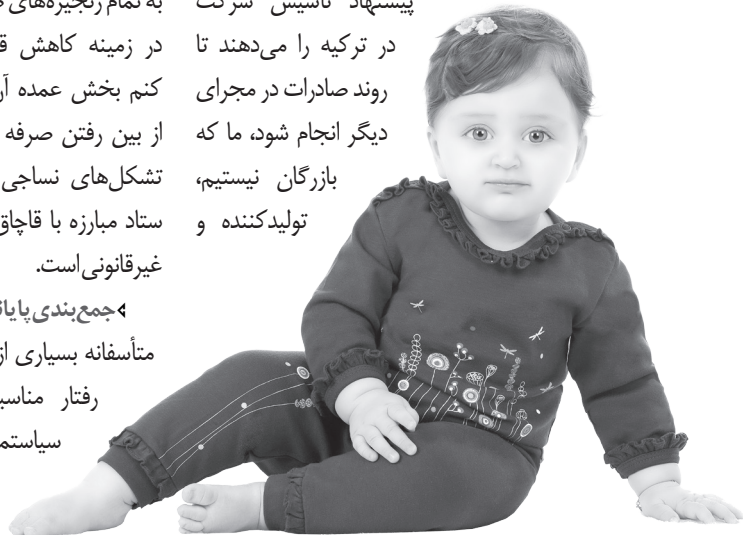 پیشنهاد تأسیس شرکت
در ترکیه را می‌دهند تا
روند صادرات در مجرای
دیگر انجام شود، ما که
بازرگان نیستیم،
تولیدکننده و
به تمام زنجیره‌های
در زمینه کاهش
کنم بخش عمده
از بین رفتن صرفه
تشکل‌های نساجی
ستاد مبارزه با قاچاق
غیرقانونی است.
جمع‌بندی
متأسفانه بسیاری از
رفتار